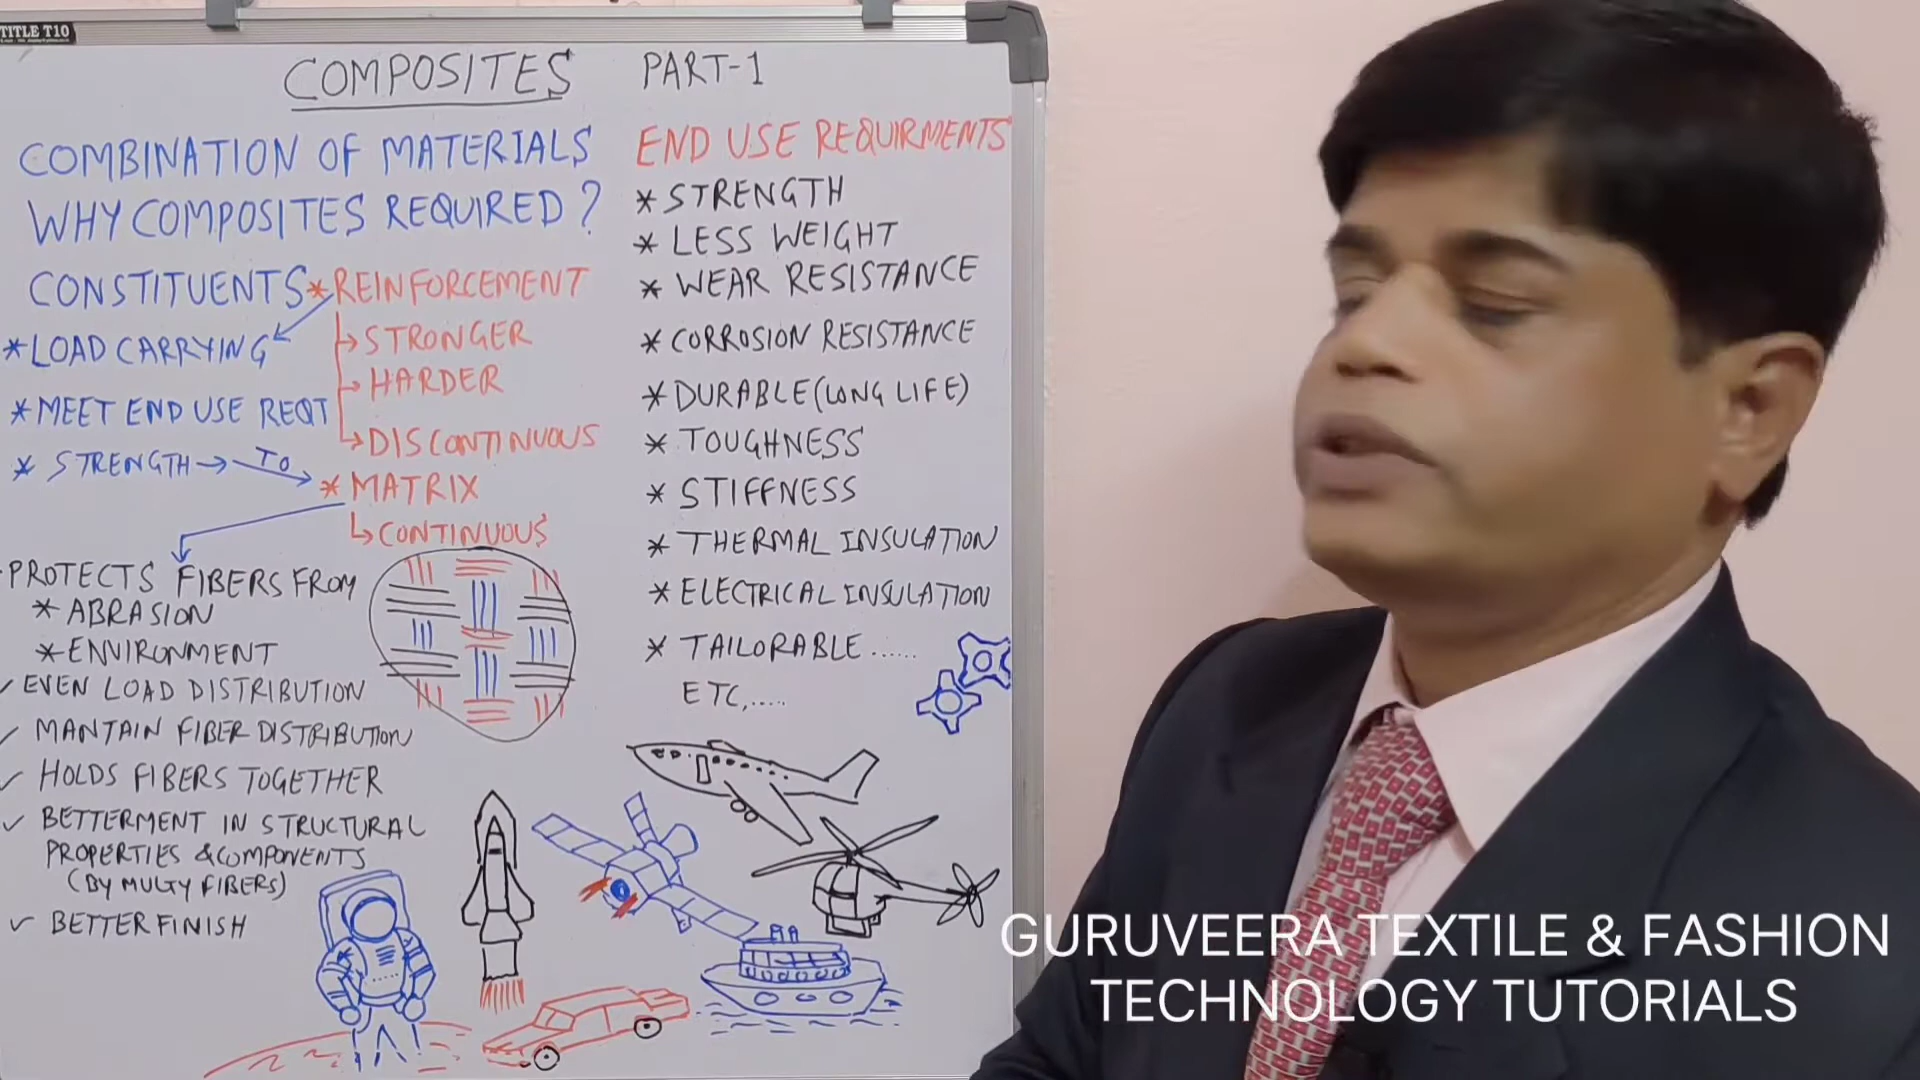 TITLE T10
COMPOSITES PART-1
COMBINATION OF MATERIALS
WHY COMPOSITES REQUIRED?
CONSTITUENTS * REINFORCEMENT
* LOAD CARRYING
STRONGER
HARDER
* MEET END USE REQT
DISCONTINUOUS
* STRENGTH → TO
* MATRIX
CONTINUOUS
PROTECTS FIBERS FROM
* ABRASION
* ENVIRONMENT
✓ EVEN LOAD DISTRIBUTION
✓ MANTAIN FIBER DISTRIBUTION
✓ HOLDS FIBERS TOGETHER
✓ BETTERMENT IN STRUCTURAL
PROPERTIES & COMPONENTS
(BY MULTY FIBERS)
✓ BETTER FINISH
END USE REQUIRMENTS
* STRENGTH
* LESS WEIGHT
* WEAR RESISTANCE
* CORROSION RESISTANCE
* DURABLE (LONG LIFE)
* TOUGHNESS
* STIFFNESS
* THERMAL INSULATION
* ELECTRICAL INSULATION
* TAILORABLE ......
ETC,.....
GURUVEERA TEXTILE & FASHION
TECHNOLOGY TUTORIALS